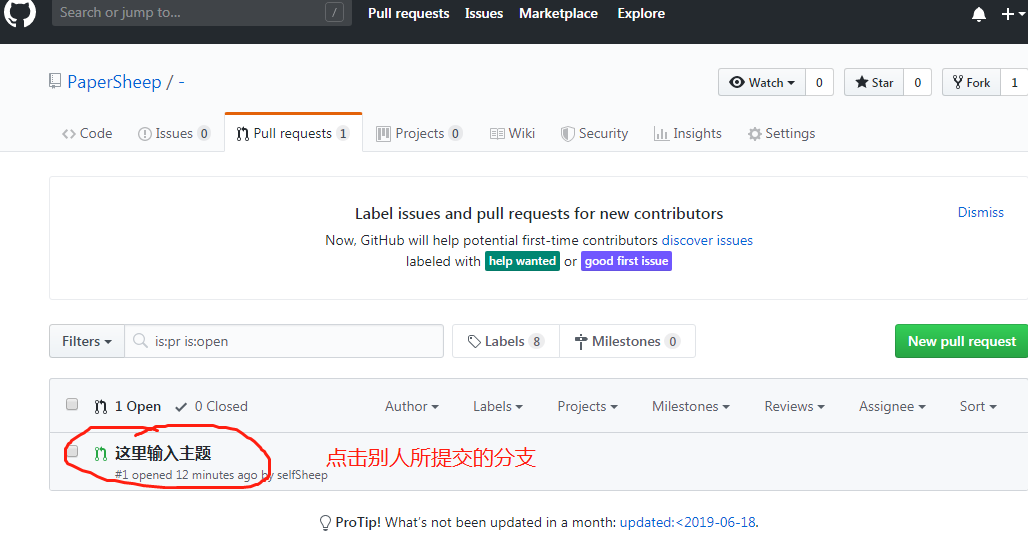 Search or jump to... / Pull requests Issues Marketplace Explore
PaperSheep / - Watch 0 Star 0 Fork 1
Code Issues 0 Pull requests 1 Projects 0 Wiki Security Insights Settings
Label issues and pull requests for new contributors Dismiss
Now, GitHub will help potential first-time contributors discover issues
labeled with help wanted or good first issue
Filters is:pr is:open Labels 8 Milestones 0 New pull request
1 Open 0 Closed Author Labels Projects Milestones Reviews Assignee Sort
这里输入主题 点击别人所提交的分支
#1 opened 12 minutes ago by selfSheep
ProTip! What's not been updated in a month: updated:<2019-06-18.